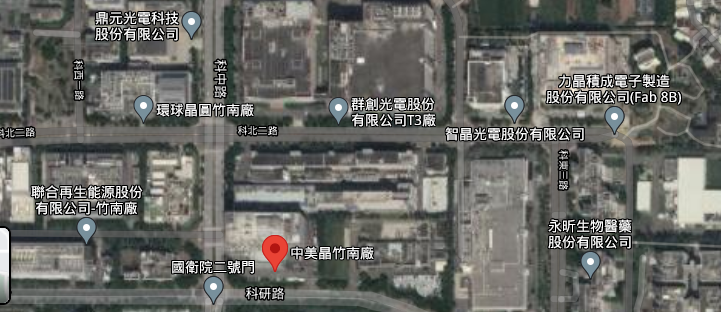 鼎元光電科技
股份有限公司
科西一路
科中路
力晶積成電子製造
股份有限公司(Fab 8B)
環球晶圓竹南廠
群創光電股份
有限公司T3廠
科北二路
科北二路
智晶光電股份有限公司
科東三路
聯合再生能源股份
有限公司-竹南廠
永昕生物醫藥
股份有限公司
中美晶竹南廠
國衛院二號門
科研路